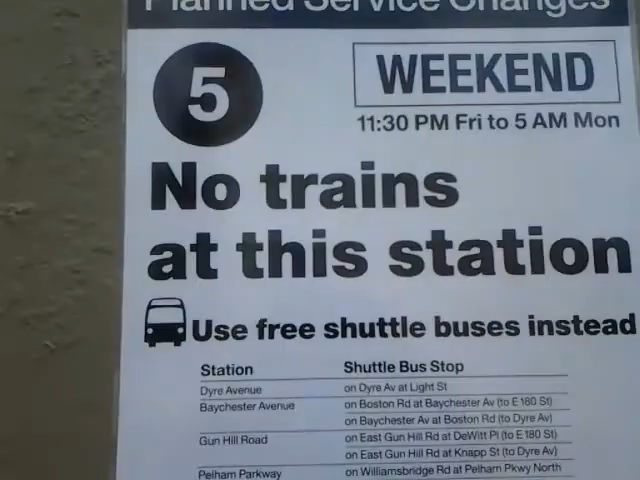 Planned Service Changes
5
WEEKEND
11:30 PM Fri to 5 AM Mon
No trains
at this station
Use free shuttle buses instead
Station Shuttle Bus Stop
Dyre Avenue on Dyre Av at Light St
Baychester Avenue on Boston Rd at Baychester Av (to E 180 St)
on Baychester Av at Boston Rd (to Dyre Av)
Gun Hill Road on East Gun Hill Rd at DeWitt Pl (to E 180 St)
on East Gun Hill Rd at Knapp St (to Dyre Av)
Pelham Parkway on Williamsbridge Rd at Pelham Pkwy North